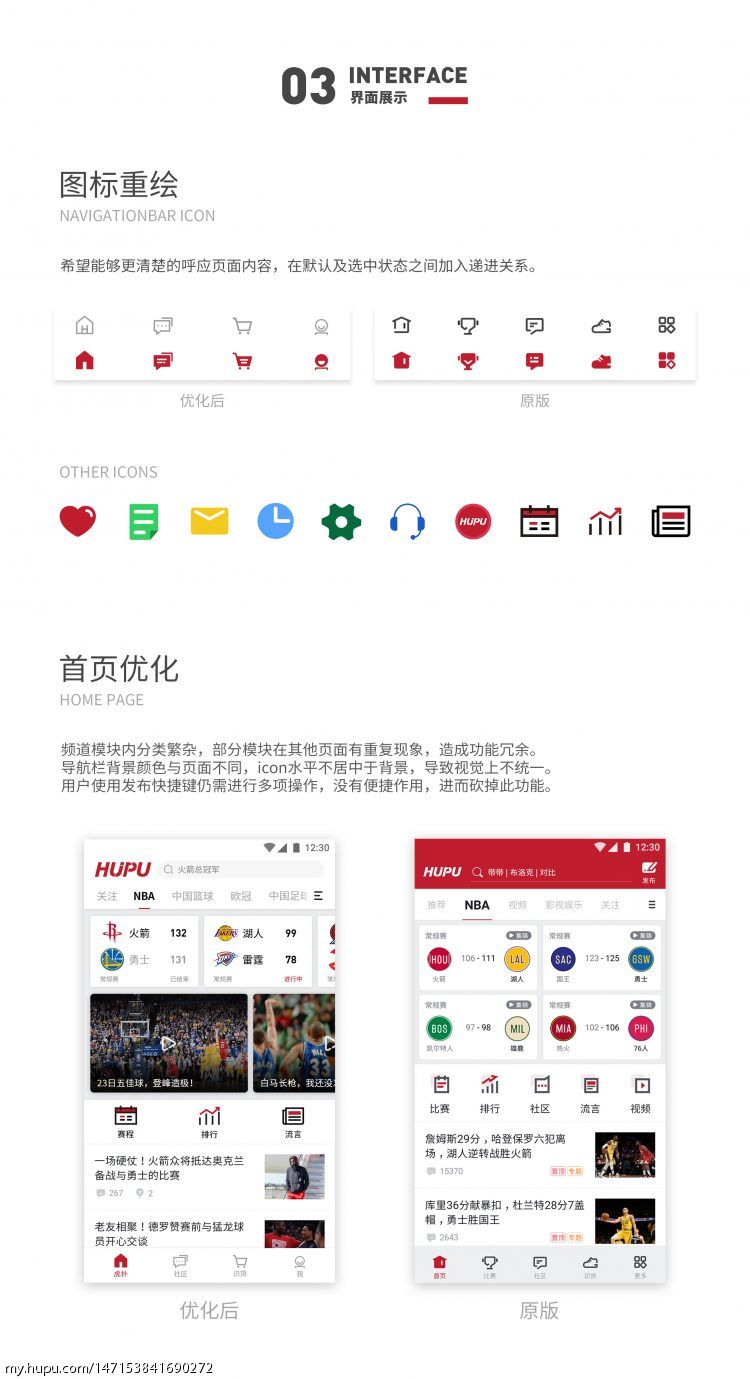 03 INTERFACE
界面展示
图标重绘
NAVIGATIONBAR ICON
希望能够更清楚的呼应页面内容，在默认及选中状态之间加入递进关系。
优化后
原版
OTHER ICONS
HUPU
首页优化
HOME PAGE
频道模块内分类繁杂，部分模块在其他页面有重复现象，造成功能冗余。
导航栏背景颜色与页面不同，icon水平不居中于背景，导致视觉上不统一。
用户使用发布快捷键仍需进行多项操作，没有便捷作用，进而砍掉此功能。
12:30
HUPU 火箭总冠军
关注 NBA 中国篮球 欧冠 中国足球
火箭 132
勇士 131
常规赛 已结束
湖人 99
雷霆 78
常规赛 进行中
23日五佳球，登峰造极！
白马长枪，我还没
赛程 排行 流言
一场硬仗！火箭众将抵达奥克兰
备战与勇士的比赛
267 2
老友相聚！德罗赞赛前与猛龙球
员开心交谈
虎扑 社区 识货 我
优化后
12:30
HUPU 带带 | 布洛克 | 对比 发布
推荐 NBA 视频 影视娱乐 关注
常规赛 集锦
HOU 106 - 111 LAL
火箭 湖人
常规赛 集锦
SAC 123 - 125 GSW
国王 勇士
常规赛 集锦
BOS 97 - 98 MIL
凯尔特人 雄鹿
常规赛 集锦
MIA 102 - 106 PHI
热火 76人
比赛 排行 社区 流言 视频
詹姆斯29分，哈登保罗六犯离
场，湖人逆转战胜火箭
15370 置顶 专题
库里36分献暴扣，杜兰特28分7盖
帽，勇士胜国王
2643 置顶 专题
首页 比赛 社区 识货 更多
原版
my.hupu.com/147153841690272